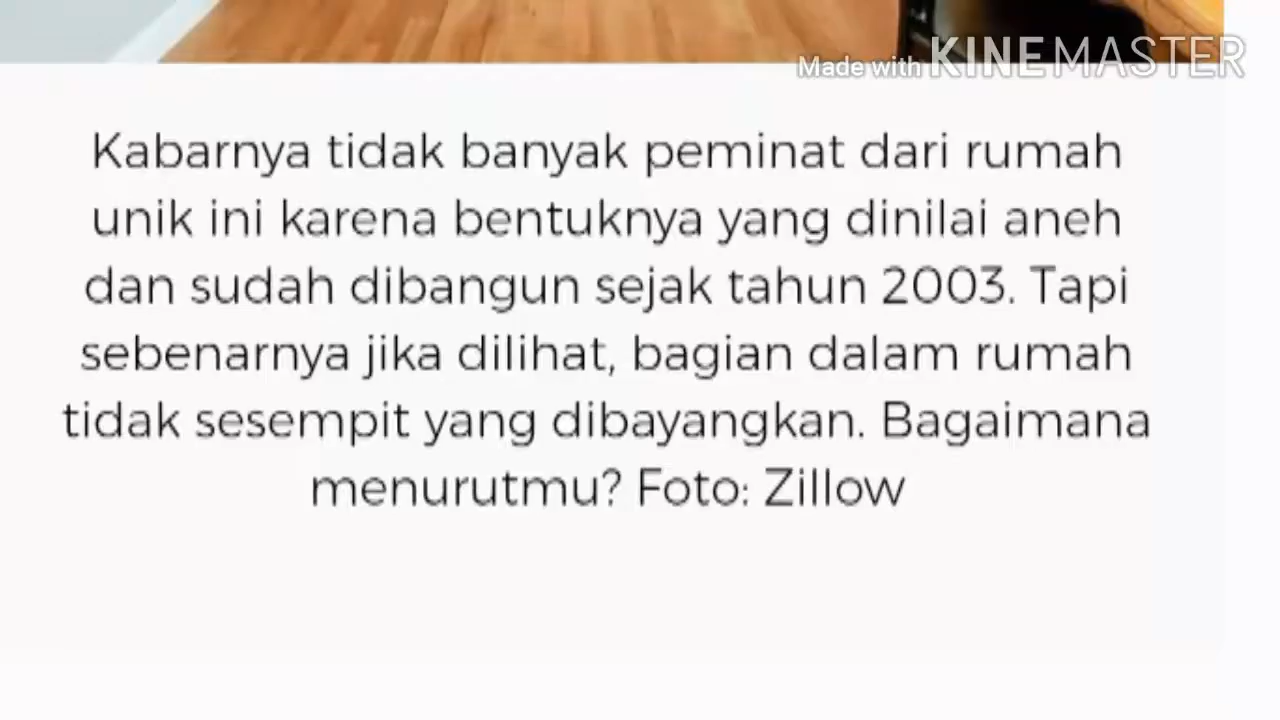 Made with KINEMASTER
Kabarnya tidak banyak peminat dari rumah
unik ini karena bentuknya yang dinilai aneh
dan sudah dibangun sejak tahun 2003. Tapi
sebenarnya jika dilihat, bagian dalam rumah
tidak sesempit yang dibayangkan. Bagaimana
menurutmu? Foto: Zillow